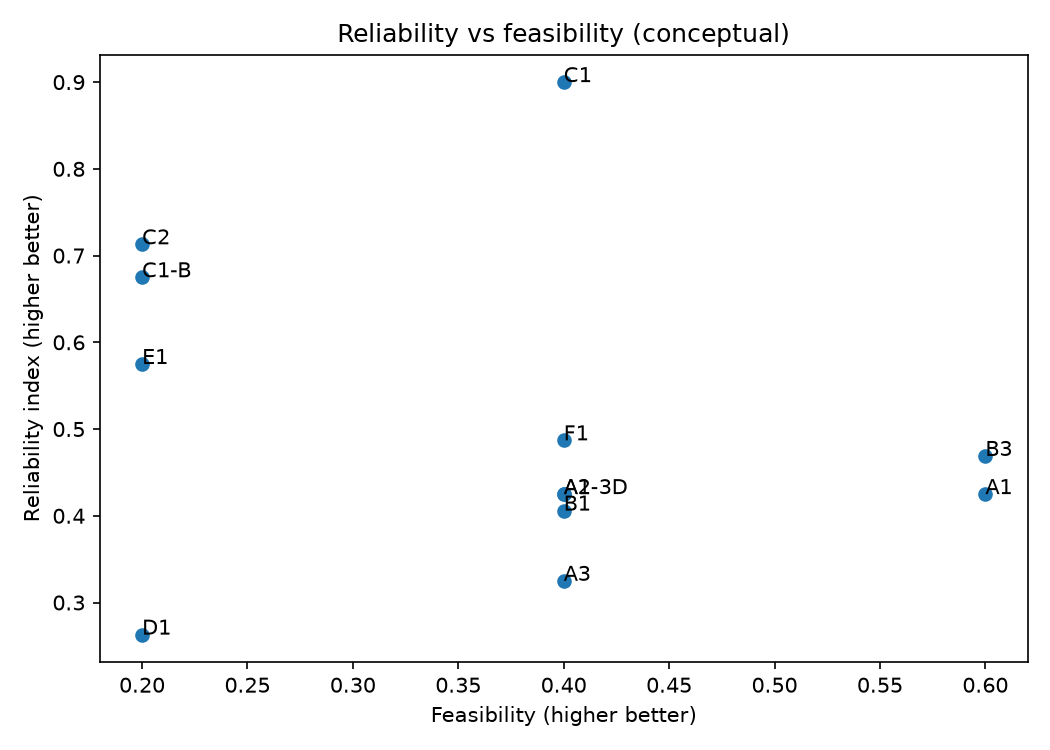 Reliability vs feasibility (conceptual)
Reliability index (higher better)
0.9
0.8
0.7
0.6
0.5
0.4
0.3
C1
C2
C1-B
E1
F1
B3
A1
B1
A3
D1
0.20 0.25 0.30 0.35 0.40 0.45 0.50 0.55 0.60
Feasibility (higher better)